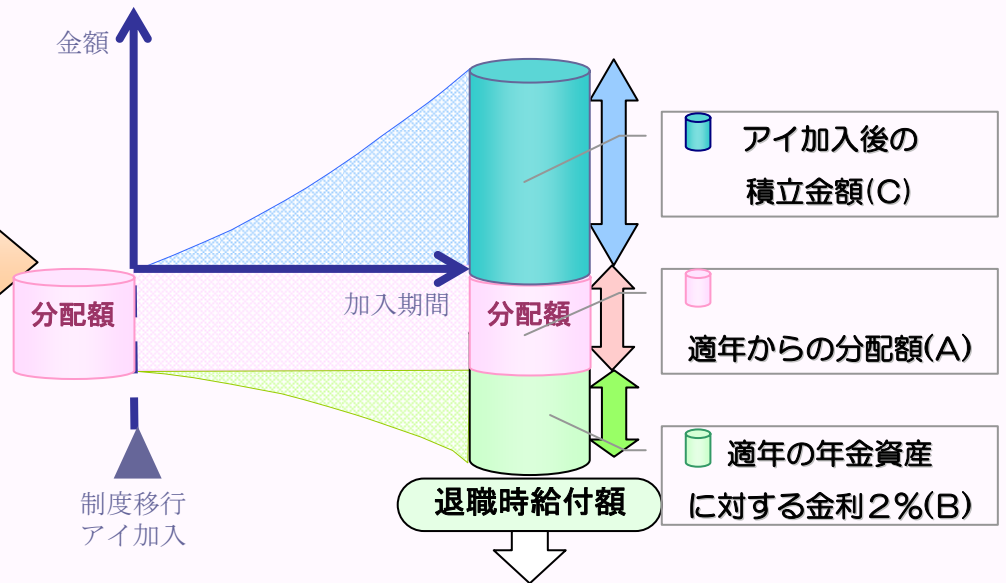 金額
アイ加入後の
積立金額(C)
加入期間
分配額
分配額
適年からの分配額(A)
適年の年金資産
に対する金利２％(B)
退職時給付額
制度移行
アイ加入